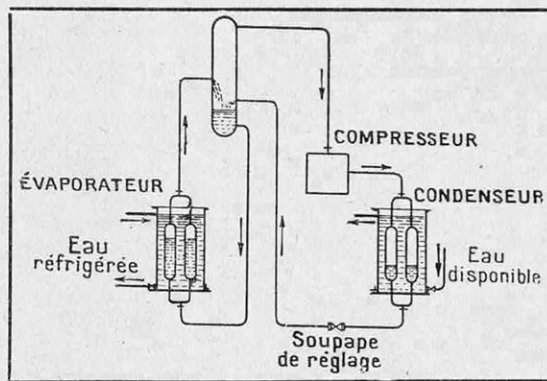 COMPRESSEUR
ÉVAPORATEUR
CONDENSEUR
Eau
réfrigérée
Eau
disponible
Soupape
de réglage